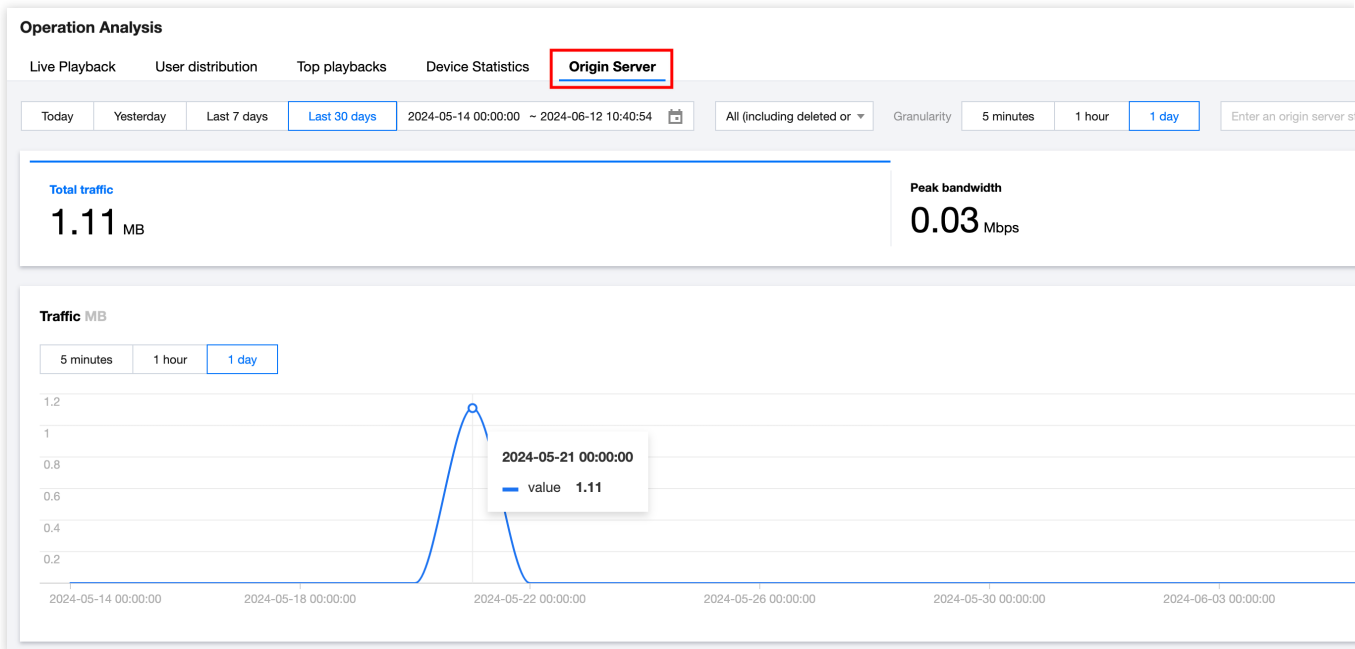 Operation Analysis
Live Playback User distribution Top playbacks Device Statistics Origin Server
Today Yesterday Last 7 days Last 30 days 2024-05-14 00:00:00 ~ 2024-06-12 10:40:54 All (including deleted or Granularity 5 minutes 1 hour 1 day Enter an origin server
Total traffic
1.11 MB
Peak bandwidth
0.03 Mbps
Traffic MB
5 minutes 1 hour 1 day
1.2
1
0.8
0.6
0.4
0.2
2024-05-21 00:00:00
value 1.11
2024-05-14 00:00:00 2024-05-18 00:00:00 2024-05-22 00:00:00 2024-05-26 00:00:00 2024-05-30 00:00:00 2024-06-03 00:00:00